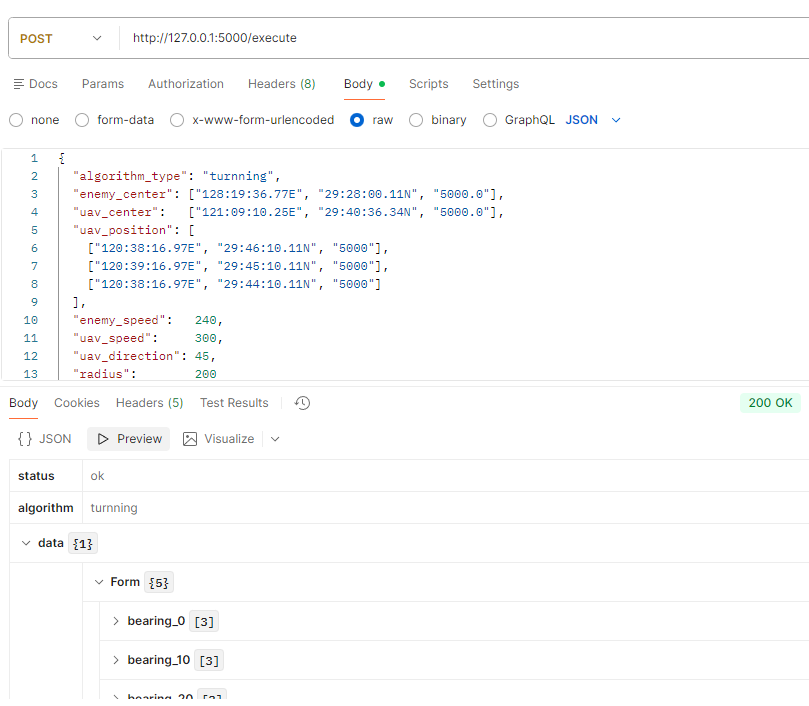 POST http://127.0.0.1:5000/execute
Docs Params Authorization Headers (8) Body Scripts Settings
none form-data x-www-form-urlencoded raw binary GraphQL JSON
1 {
2 "algorithm_type": "turnning",
3 "enemy_center": ["128:19:36.77E", "29:28:00.11N", "5000.0"],
4 "uav_center": ["121:09:10.25E", "29:40:36.34N", "5000.0"],
5 "uav_position": [
6 ["120:38:16.97E", "29:46:10.11N", "5000"],
7 ["120:39:16.97E", "29:45:10.11N", "5000"],
8 ["120:38:16.97E", "29:44:10.11N", "5000"]
9 ],
10 "enemy_speed": 240,
11 "uav_speed": 300,
12 "uav_direction": 45,
13 "radius": 200
Body Cookies Headers (5) Test Results 200 OK
{} JSON Preview Visualize
status ok
algorithm turnning
data {1}
Form {5}
bearing_0 [3]
bearing_10 [3]
bearing_20 [3]